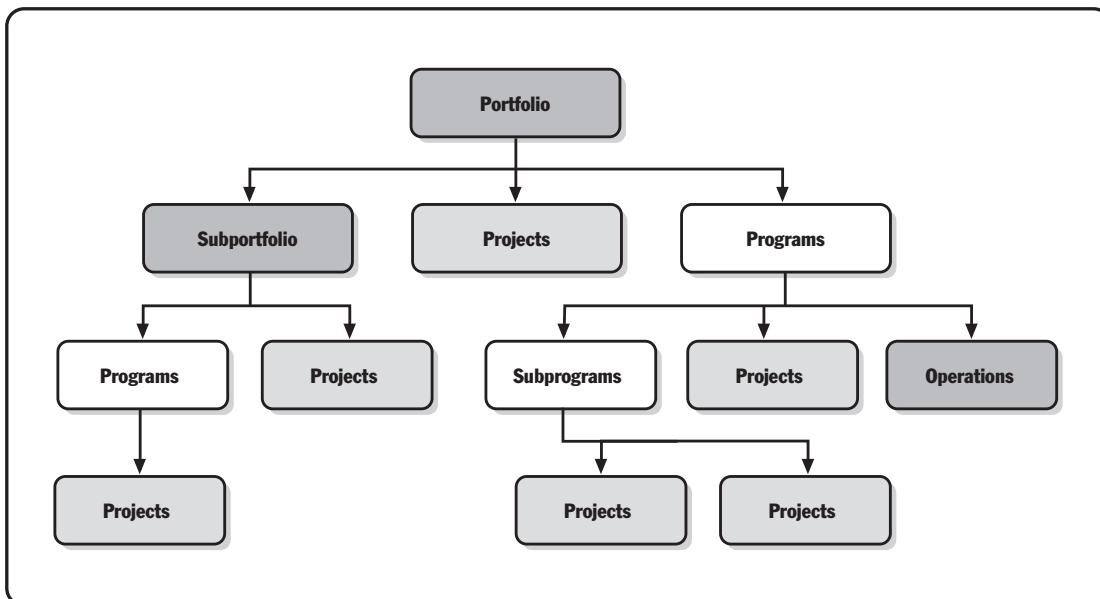 Portfolio
Subportfolio
Projects
Programs
Programs
Projects
Subprograms
Projects
Operations
Projects
Projects
Projects